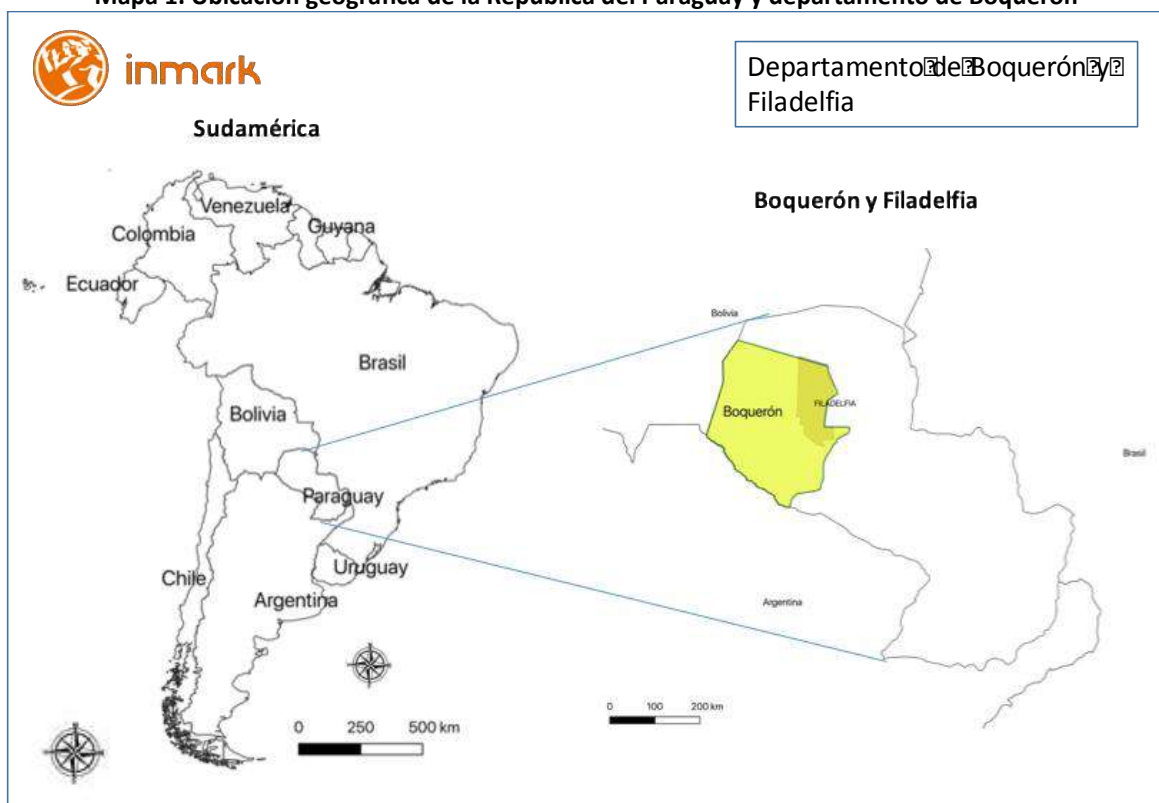 Mapa 1. Ubicación geográfica de la República del Paraguay y departamento de Boquerón
inmark
Departamento de Boquerón y
Filadelfia
Sudamérica
Boquerón y Filadelfia
Venezuela
Guyana
Colombia
Ecuador
Brasil
Bolivia
Paraguay
Uruguay
Chile
Argentina
0 250 500 km
Bolivia
Boquerón
FILADELFIA
Brasil
Argentina
0 100 200 km